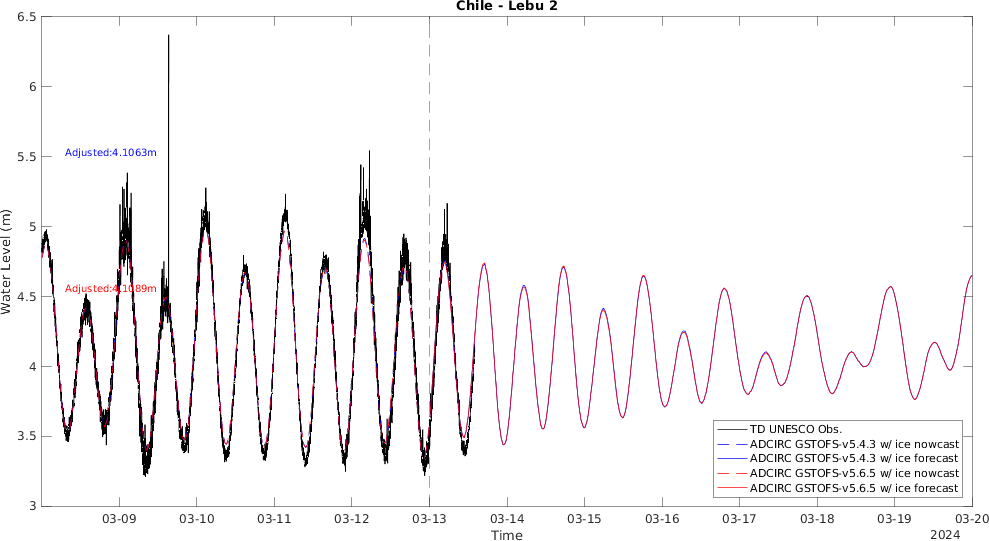 Chile - Lebu 2
Water Level (m)
6.5
6
5.5
5
4.5
4
3.5
3
Adjusted:4.1063m
Adjusted:4.1089m
TD UNESCO Obs.
ADCIRC GSTOFS-v5.4.3 w/ ice nowcast
ADCIRC GSTOFS-v5.4.3 w/ ice forecast
ADCIRC GSTOFS-v5.6.5 w/ ice nowcast
ADCIRC GSTOFS-v5.6.5 w/ ice forecast
03-09 03-10 03-11 03-12 03-13 03-14 03-15 03-16 03-17 03-18 03-19 03-20
Time
2024